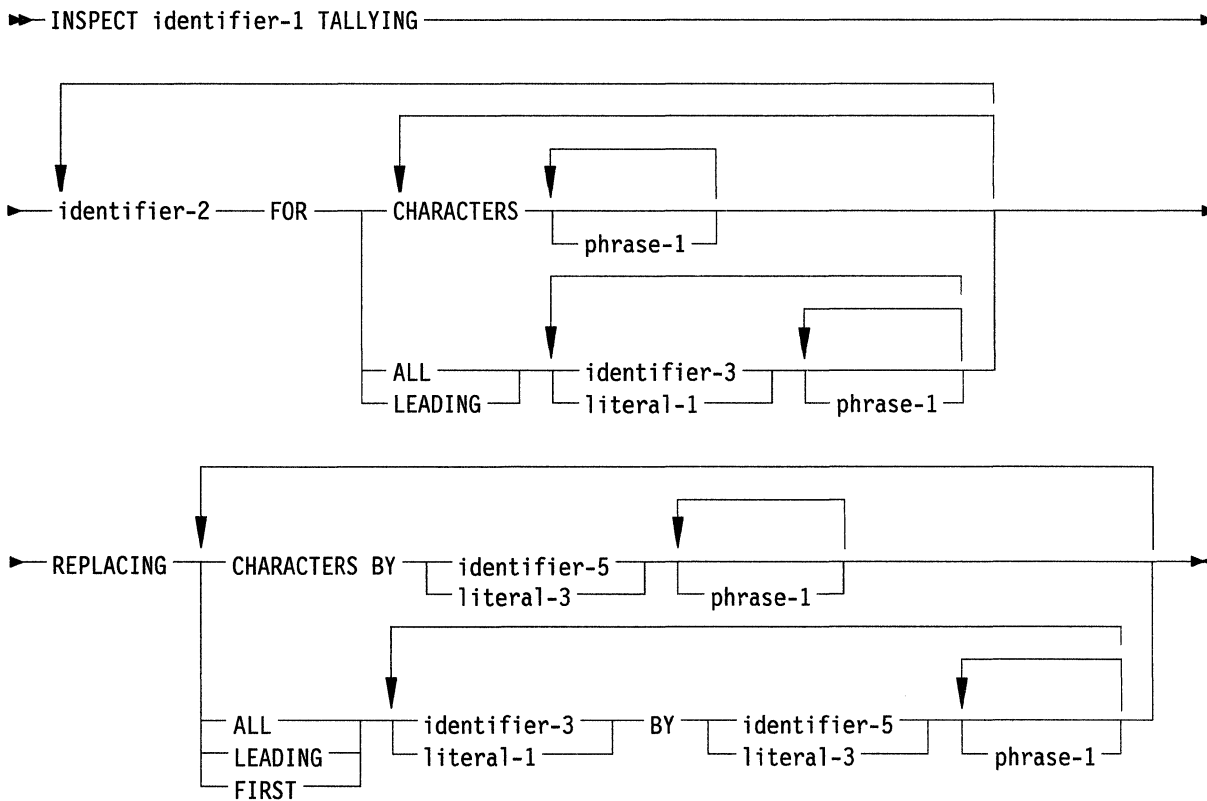 INSPECT identifier-1 TALLYING
identifier-2 FOR CHARACTERS
phrase-1
ALL identifier-3
LEADING literal-1 phrase-1
REPLACING CHARACTERS BY identifier-5
literal-3 phrase-1
ALL identifier-3 BY identifier-5
LEADING literal-1 literal-3 phrase-1
FIRST